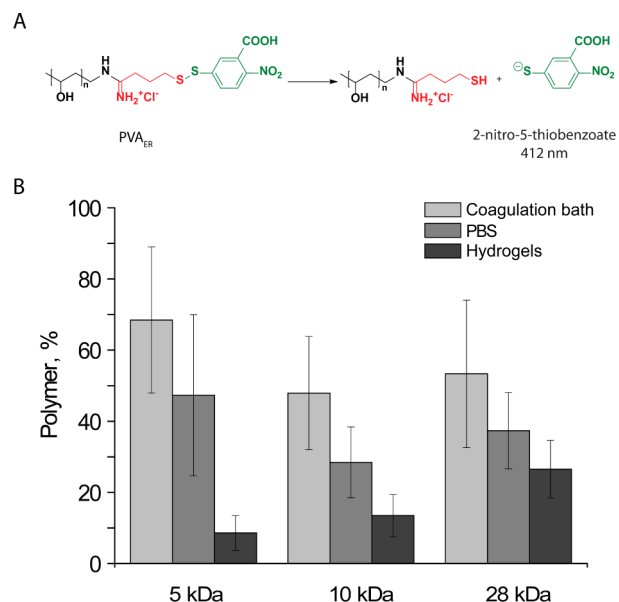 A
COOH
H
N
S
S
NO₂
n
OH
NH₂⁺Cl⁻
PVA_ER
H
N
SH
n
OH
NH₂⁺Cl⁻
+
COOH
⊖
S
NO₂
2-nitro-5-thiobenzoate
412 nm
B
Polymer, %
100
80
60
40
20
0
Coagulation bath
PBS
Hydrogels
5 kDa
10 kDa
28 kDa